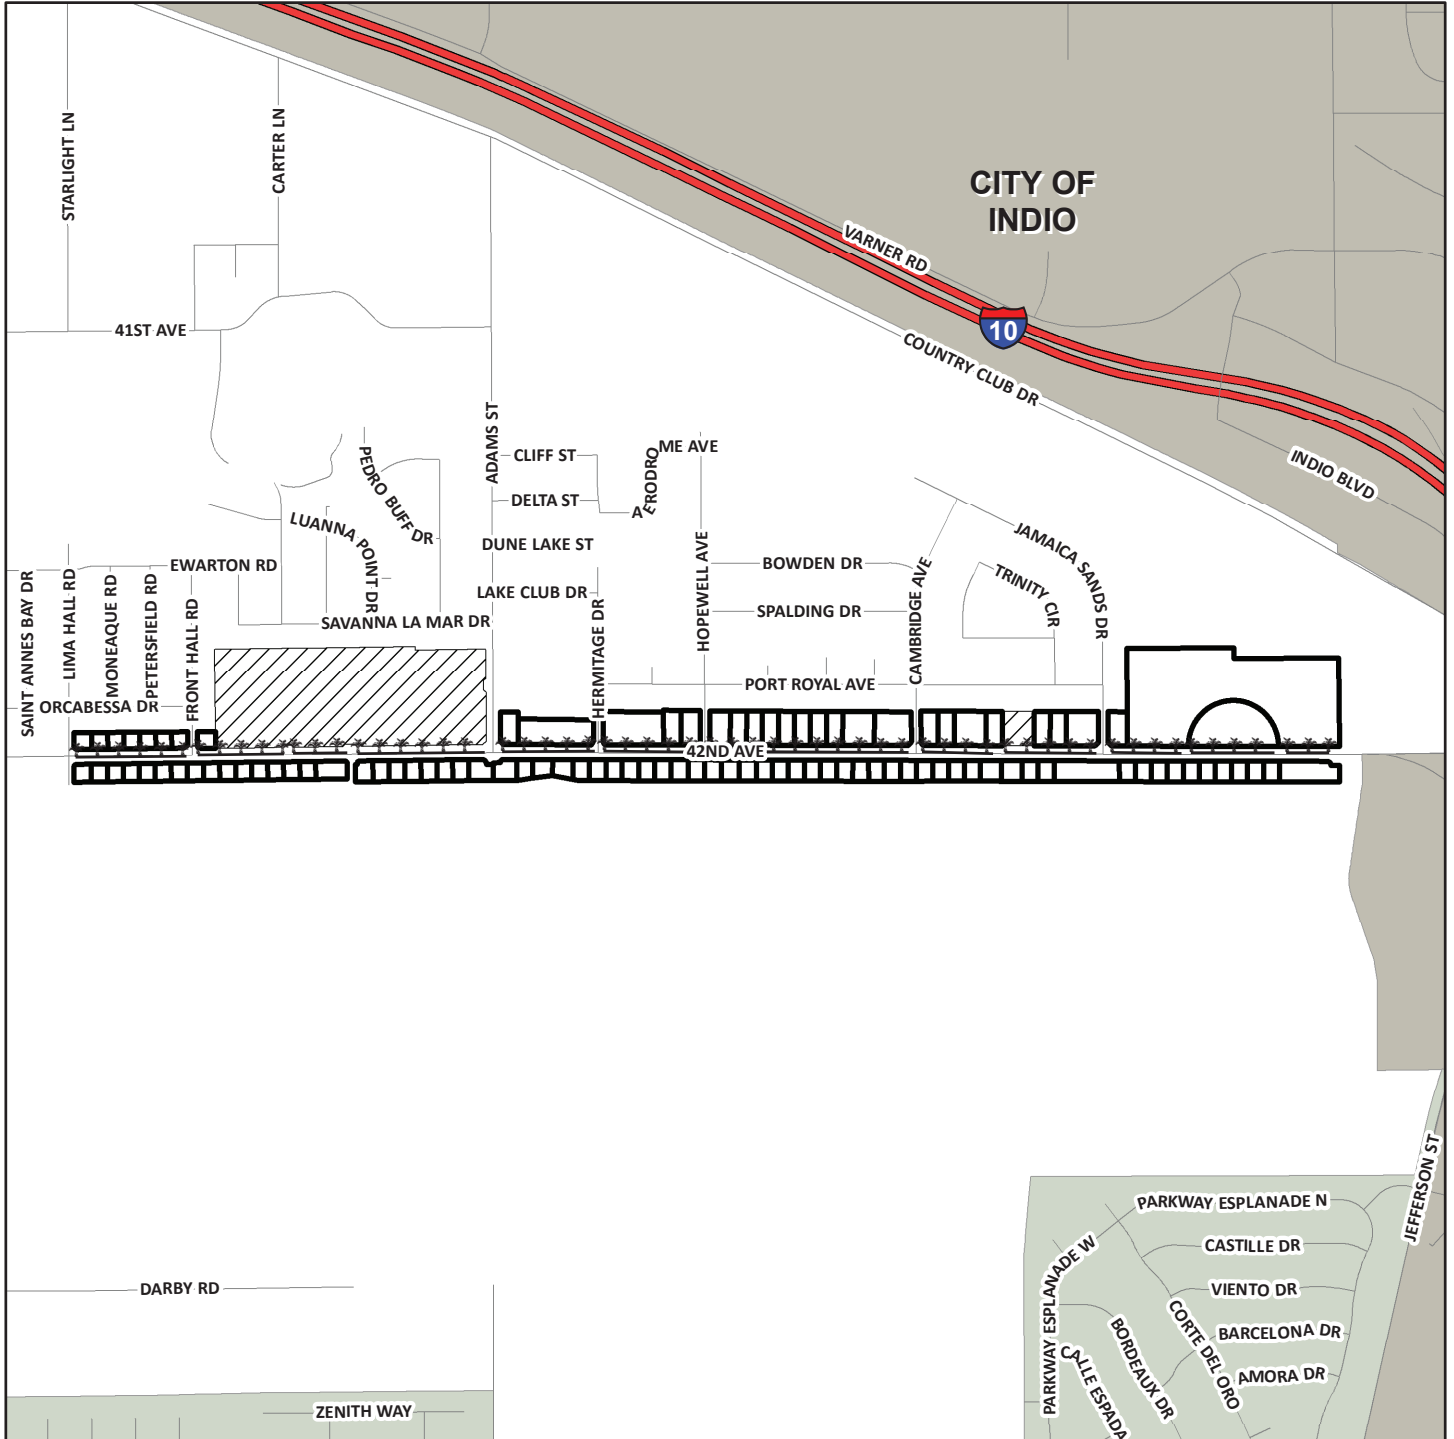 STARLIGHT LN
CARTER LN
CITY OF
INDIO
VARNER RD
10
COUNTRY CLUB DR
41ST AVE
INDIO BLVD
ADAMS ST
CLIFF ST
AERODROME AVE
PEDRO BUFF DR
DELTA ST
LUANNA POINT DR
DUNE LAKE ST
JAMAICA SANDS DR
EWARTON RD
HOPEWELL AVE
BOWDEN DR
CAMBRIDGE AVE
TRINITY CIR
SAINT ANNES BAY DR
LIMA HALL RD
MONEAQUE RD
PETERSFIELD RD
FRONT HALL RD
LAKE CLUB DR
HERMITAGE DR
SPALDING DR
SAVANNA LA MAR DR
PORT ROYAL AVE
ORCABESSA DR
42ND AVE
JEFFERSON ST
PARKWAY ESPLANADE N
PARKWAY ESPLANADE W
CASTILLE DR
VIENTO DR
DARBY RD
CORTE DEL ORO
BARCELONA DR
BORDEAUX DR
CALLE ESPADA
AMORA DR
ZENITH WAY